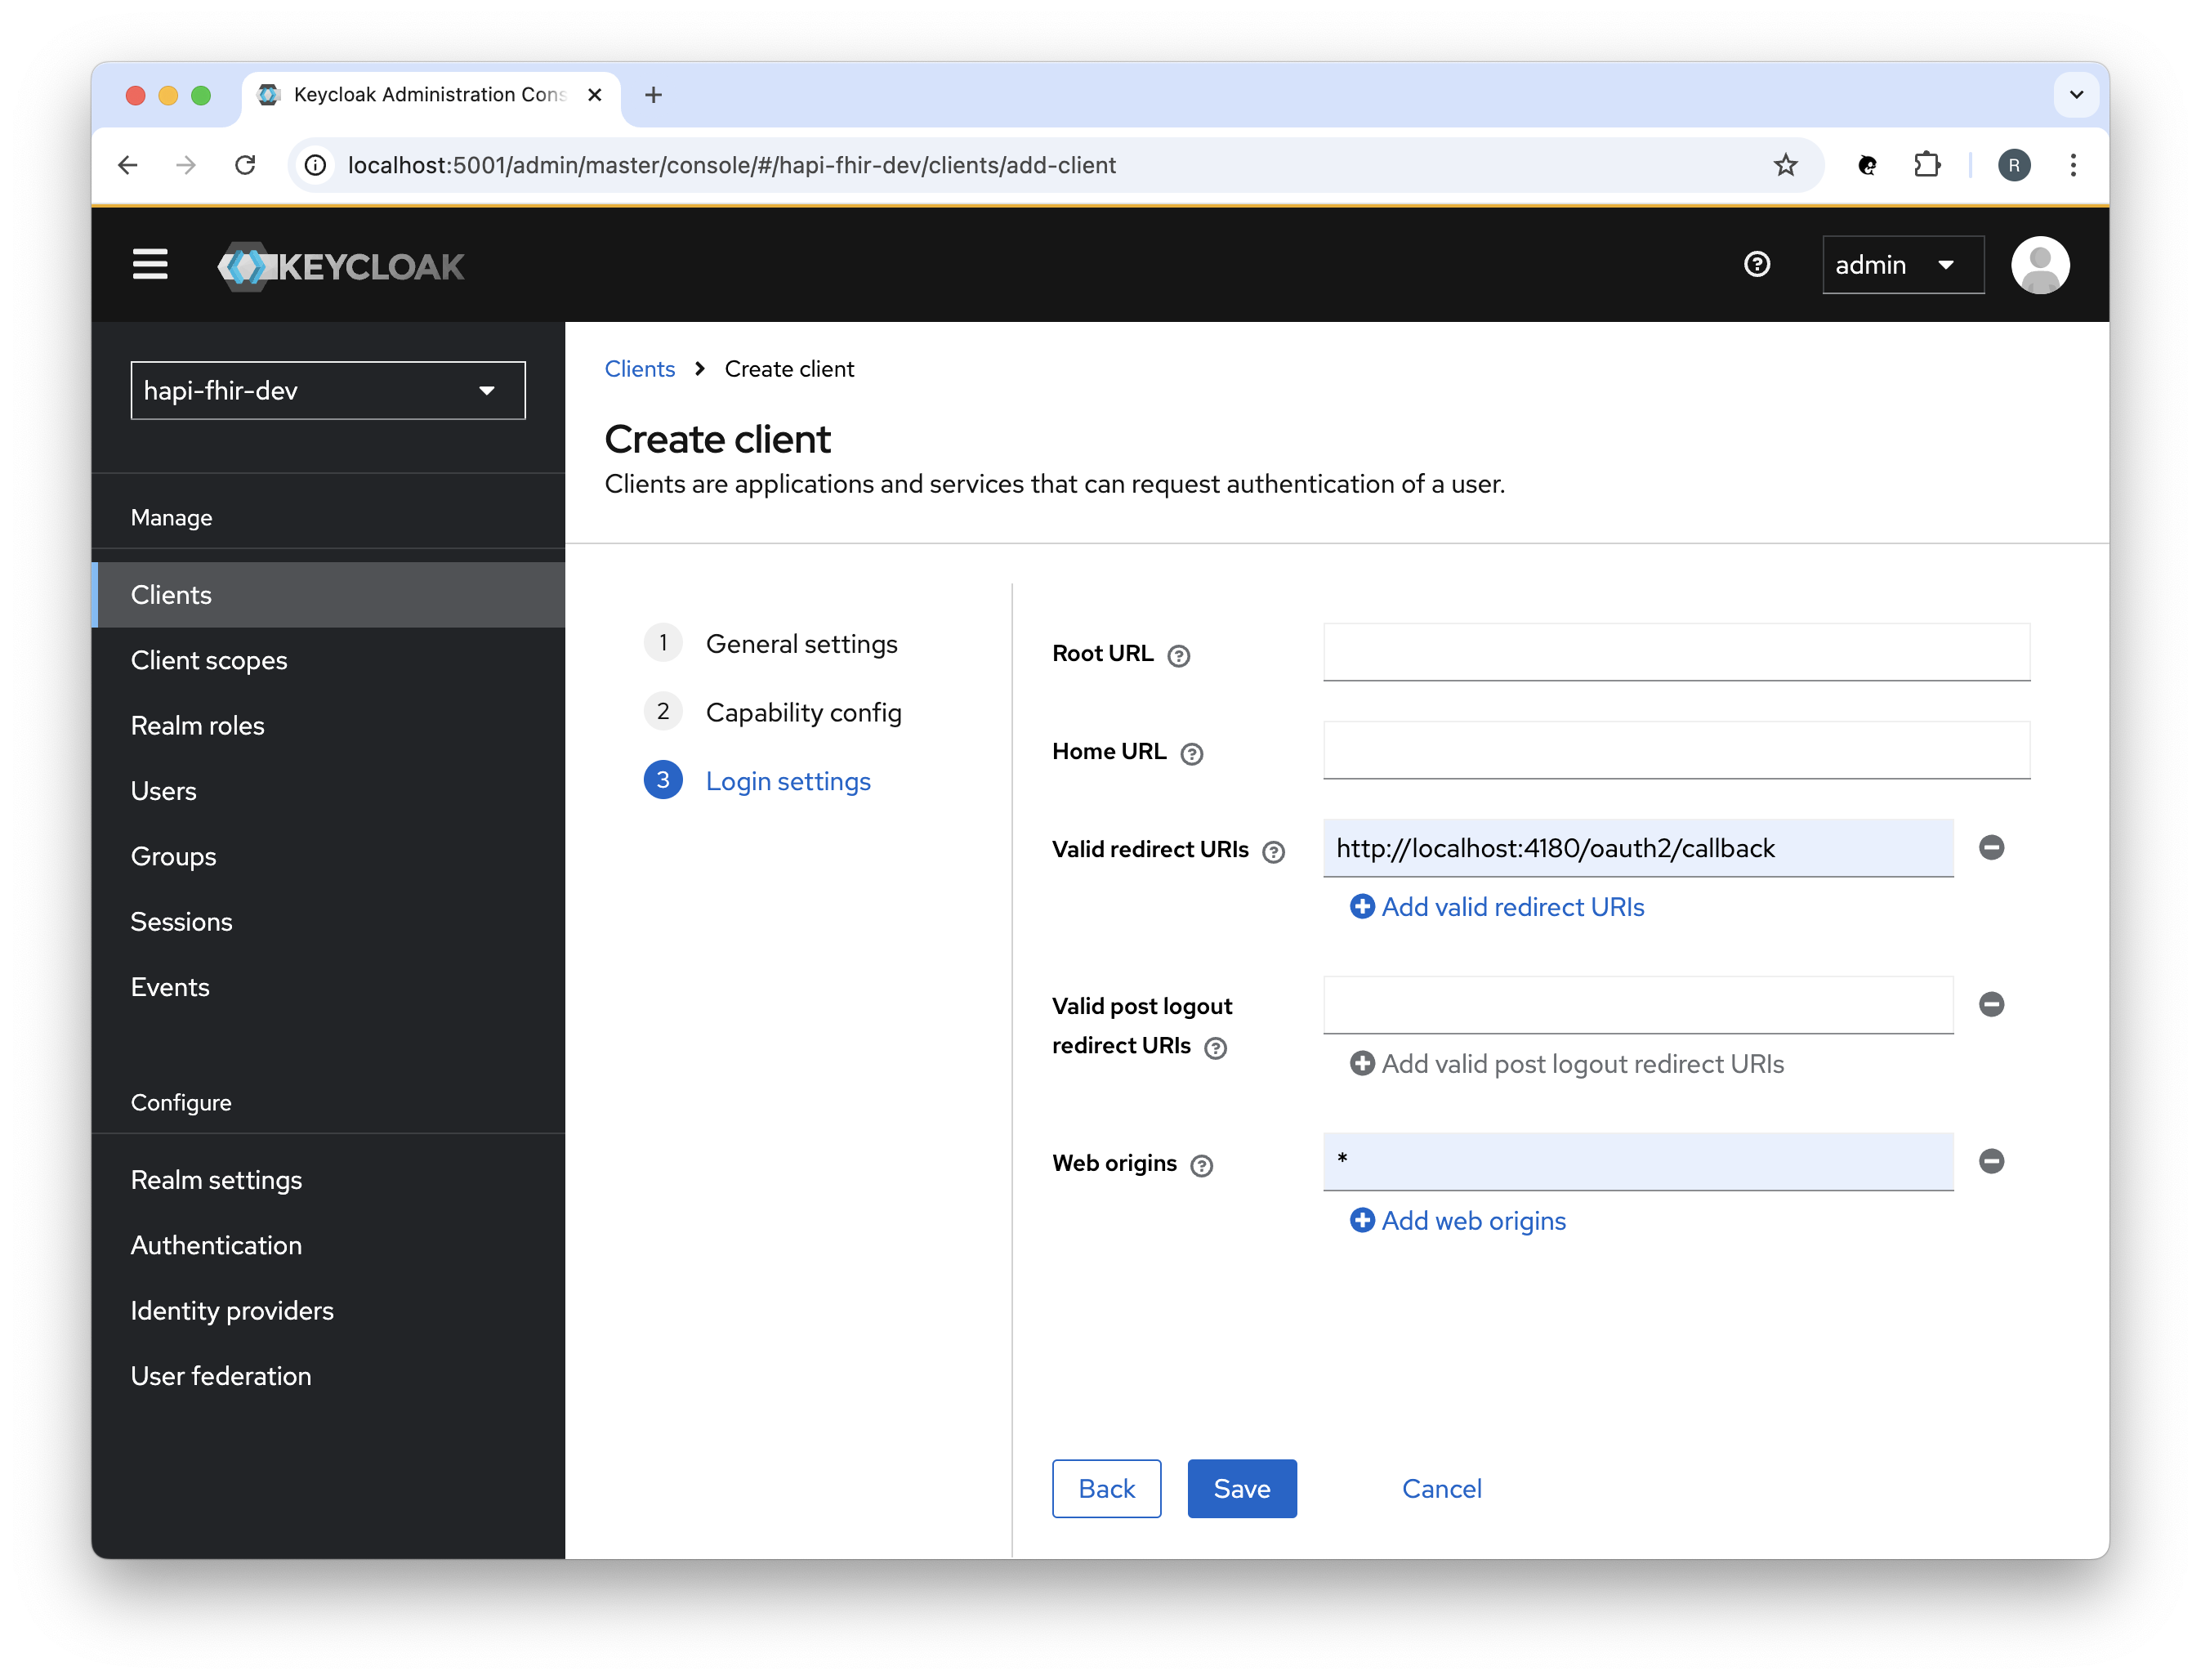 Keycloak Administration Cons
localhost:5001/admin/master/console/#/hapi-fhir-dev/clients/add-client
R
KEYCLOAK
admin
hapi-fhir-dev
Manage
Clients
Client scopes
Realm roles
Users
Groups
Sessions
Events
Configure
Realm settings
Authentication
Identity providers
User federation
Clients > Create client
Create client
Clients are applications and services that can request authentication of a user.
1 General settings
2 Capability config
3 Login settings
Root URL
Home URL
Valid redirect URIs http://localhost:4180/oauth2/callback
Add valid redirect URIs
Valid post logout
redirect URIs
Add valid post logout redirect URIs
Web origins *
Add web origins
Back Save Cancel